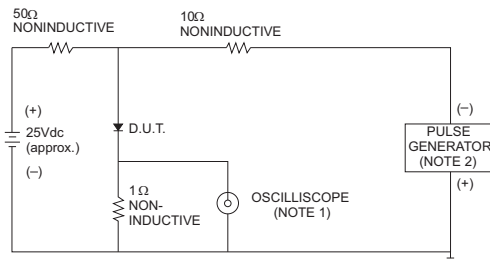 50Ω
NONINDUCTIVE
10Ω
NONINDUCTIVE
(+)
25Vdc
(approx.)
(–)
D.U.T.
1Ω
NON-
INDUCTIVE
OSCILLISCOPE
(NOTE 1)
(–)
PULSE
GENERATOR
(NOTE 2)
(+)